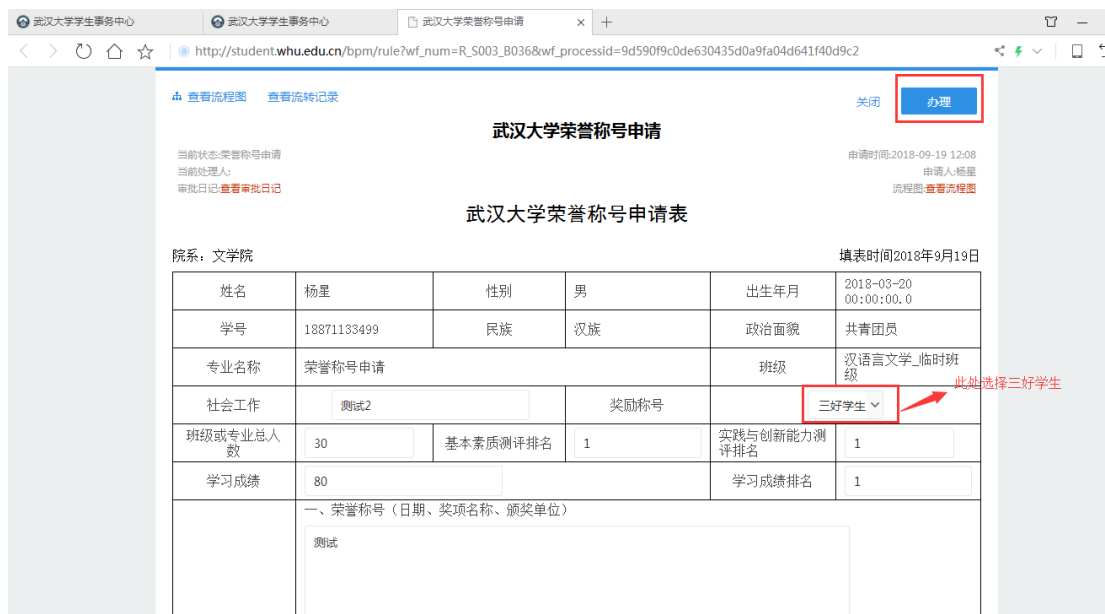 武汉大学学生事务中心
武汉大学学生事务中心
武汉大学荣誉称号申请
http://student.whu.edu.cn/bpm/rule?wf_num=R_S003_B036&wf_processid=9d590f9c0de630435d0a9fa04d641f40d9c2
查看流程图 查看流转记录
关闭 办理
武汉大学荣誉称号申请
当前状态:荣誉称号申请 申请时间:2018-09-19 12:08
当前处理人: 申请人:杨星
审批日记:查看审批日记 流程图:查看流程图
武汉大学荣誉称号申请表
院系：文学院 填表时间2018年9月19日
姓名 杨星 性别 男 出生年月 2018-03-20
00:00:00.0
学号 18871133499 民族 汉族 政治面貌 共青团员
专业名称 荣誉称号申请 班级 汉语言文学_临时班
级
此处选择三好学生
社会工作 测试2 奖励称号 三好学生
班级或专业总人
数 30 基本素质测评排名 1 实践与创新能力测
评排名 1
学习成绩 80 学习成绩排名 1
一、荣誉称号（日期、奖项名称、颁奖单位）
测试